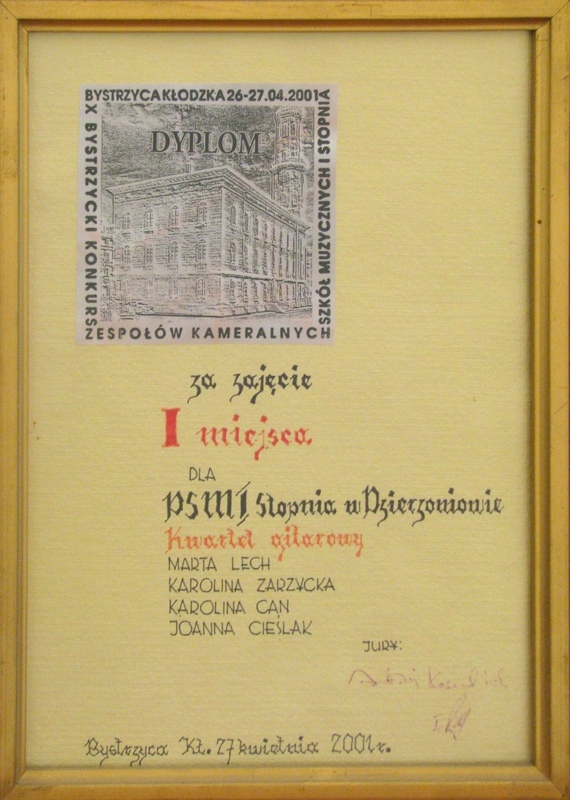 BYSTRZYCA KŁODZKA 26-27.04.2001
X BYSTRZYCKI KONKURS
ZESPOŁÓW KAMERALNYCH
SZKÓŁ MUZYCZNYCH I STOPNIA
DYPLOM
za zajęcie
I miejsca
DLA
PSM I Stopnia w Dzierżoniowie
Kwartet gitarowy
MARTA LECH
KAROLINA ZARZYCKA
KAROLINA CAN
JOANNA CIEŚLAK
JURY:
Bystrzyca Kł. 27 kwietnia 2001r.